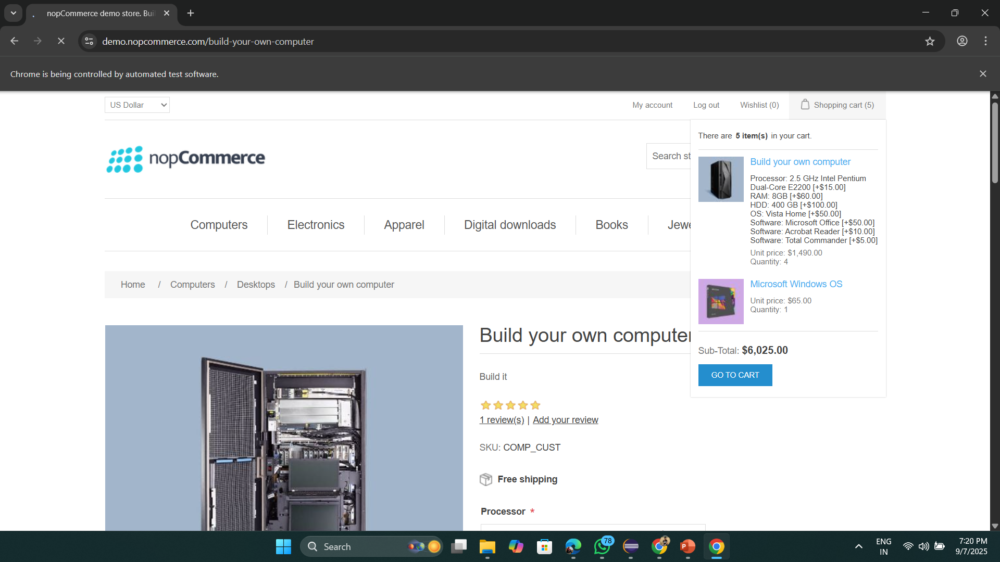 nopCommerce demo store. Bui
demo.nopcommerce.com/build-your-own-computer
Chrome is being controlled by automated test software.
US Dollar
My account
Log out
Wishlist (0)
Shopping cart (5)
There are 5 item(s) in your cart.
Build your own computer
Processor: 2.5 GHz Intel Pentium
Dual-Core E2200 [+$15.00]
RAM: 8GB [+$60.00]
HDD: 400 GB [+$100.00]
OS: Vista Home [+$50.00]
Software: Microsoft Office [+$50.00]
Software: Acrobat Reader [+$10.00]
Software: Total Commander [+$5.00]
Unit price: $1,490.00
Quantity: 4
Microsoft Windows OS
Unit price: $65.00
Quantity: 1
Sub-Total: $6,025.00
GO TO CART
nopCommerce
Search st
Computers
Electronics
Apparel
Digital downloads
Books
Jewe
Home / Computers / Desktops / Build your own computer
Build your own computer
Build it
1 review(s) | Add your review
SKU: COMP_CUST
Free shipping
Processor *
Search
78
ENG
IN
7:20 PM
9/7/2025